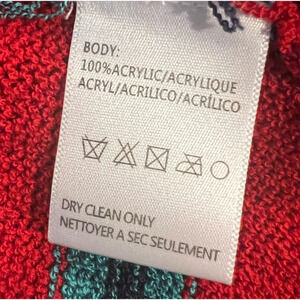 BODY:
100%ACRYLIC/ACRYLIQUE
ACRYL/ACRILICO/ACRÍLICO
DRY CLEAN ONLY
NETTOYER A SEC SEULEMENT